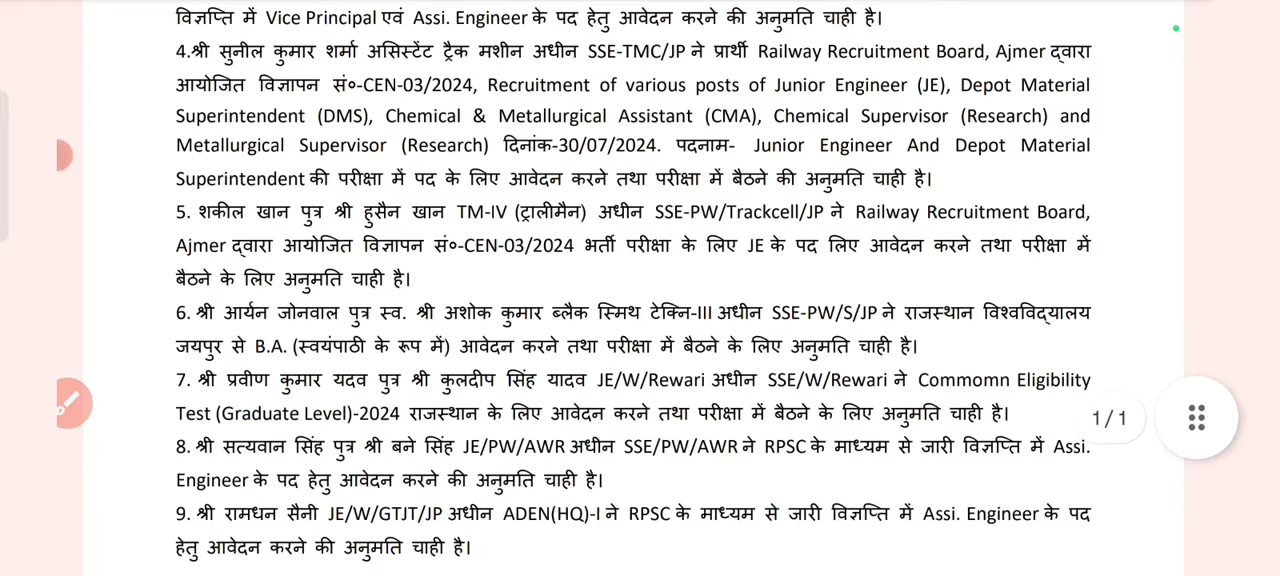 विज्ञप्ति में Vice Principal एवं Assi. Engineer के पद हेतु आवेदन करने की अनुमति चाही है।
4.श्री सुनील कुमार शर्मा असिस्टेंट ट्रैक मशीन अधीन SSE-TMC/JP ने प्रार्थी Railway Recruitment Board, Ajmer द्वारा
आयोजित विज्ञापन सं०-CEN-03/2024, Recruitment of various posts of Junior Engineer (JE), Depot Material
Superintendent (DMS), Chemical & Metallurgical Assistant (CMA), Chemical Supervisor (Research) and
Metallurgical Supervisor (Research) दिनांक-30/07/2024. पदनाम- Junior Engineer And Depot Material
Superintendent की परीक्षा में पद के लिए आवेदन करने तथा परीक्षा में बैठने की अनुमति चाही है।
5. शकील खान पुत्र श्री हुसैन खान TM-IV (ट्रालीमैन) अधीन SSE-PW/Trackcell/JP ने Railway Recruitment Board,
Ajmer द्वारा आयोजित विज्ञापन सं०-CEN-03/2024 भर्ती परीक्षा के लिए JE के पद लिए आवेदन करने तथा परीक्षा में
बैठने के लिए अनुमति चाही है।
6. श्री आर्यन जोनवाल पुत्र स्व. श्री अशोक कुमार ब्लैक स्मिथ टेक्नि-III अधीन SSE-PW/S/JP ने राजस्थान विश्वविद्यालय
जयपुर से B.A. (स्वयंपाठी के रूप में) आवेदन करने तथा परीक्षा में बैठने के लिए अनुमति चाही है।
7. श्री प्रवीण कुमार यदव पुत्र श्री कुलदीप सिंह यादव JE/W/Rewari अधीन SSE/W/Rewari ने Commomn Eligibility
Test (Graduate Level)-2024 राजस्थान के लिए आवेदन करने तथा परीक्षा में बैठने के लिए अनुमति चाही है।
1/1
8. श्री सत्यवान सिंह पुत्र श्री बने सिंह JE/PW/AWR अधीन SSE/PW/AWR ने RPSC के माध्यम से जारी विज्ञप्ति में Assi.
Engineer के पद हेतु आवेदन करने की अनुमति चाही है।
9. श्री रामधन सैनी JE/W/GTJT/JP अधीन ADEN(HQ)-I ने RPSC के माध्यम से जारी विज्ञप्ति में Assi. Engineer के पद
हेतु आवेदन करने की अनुमति चाही है।